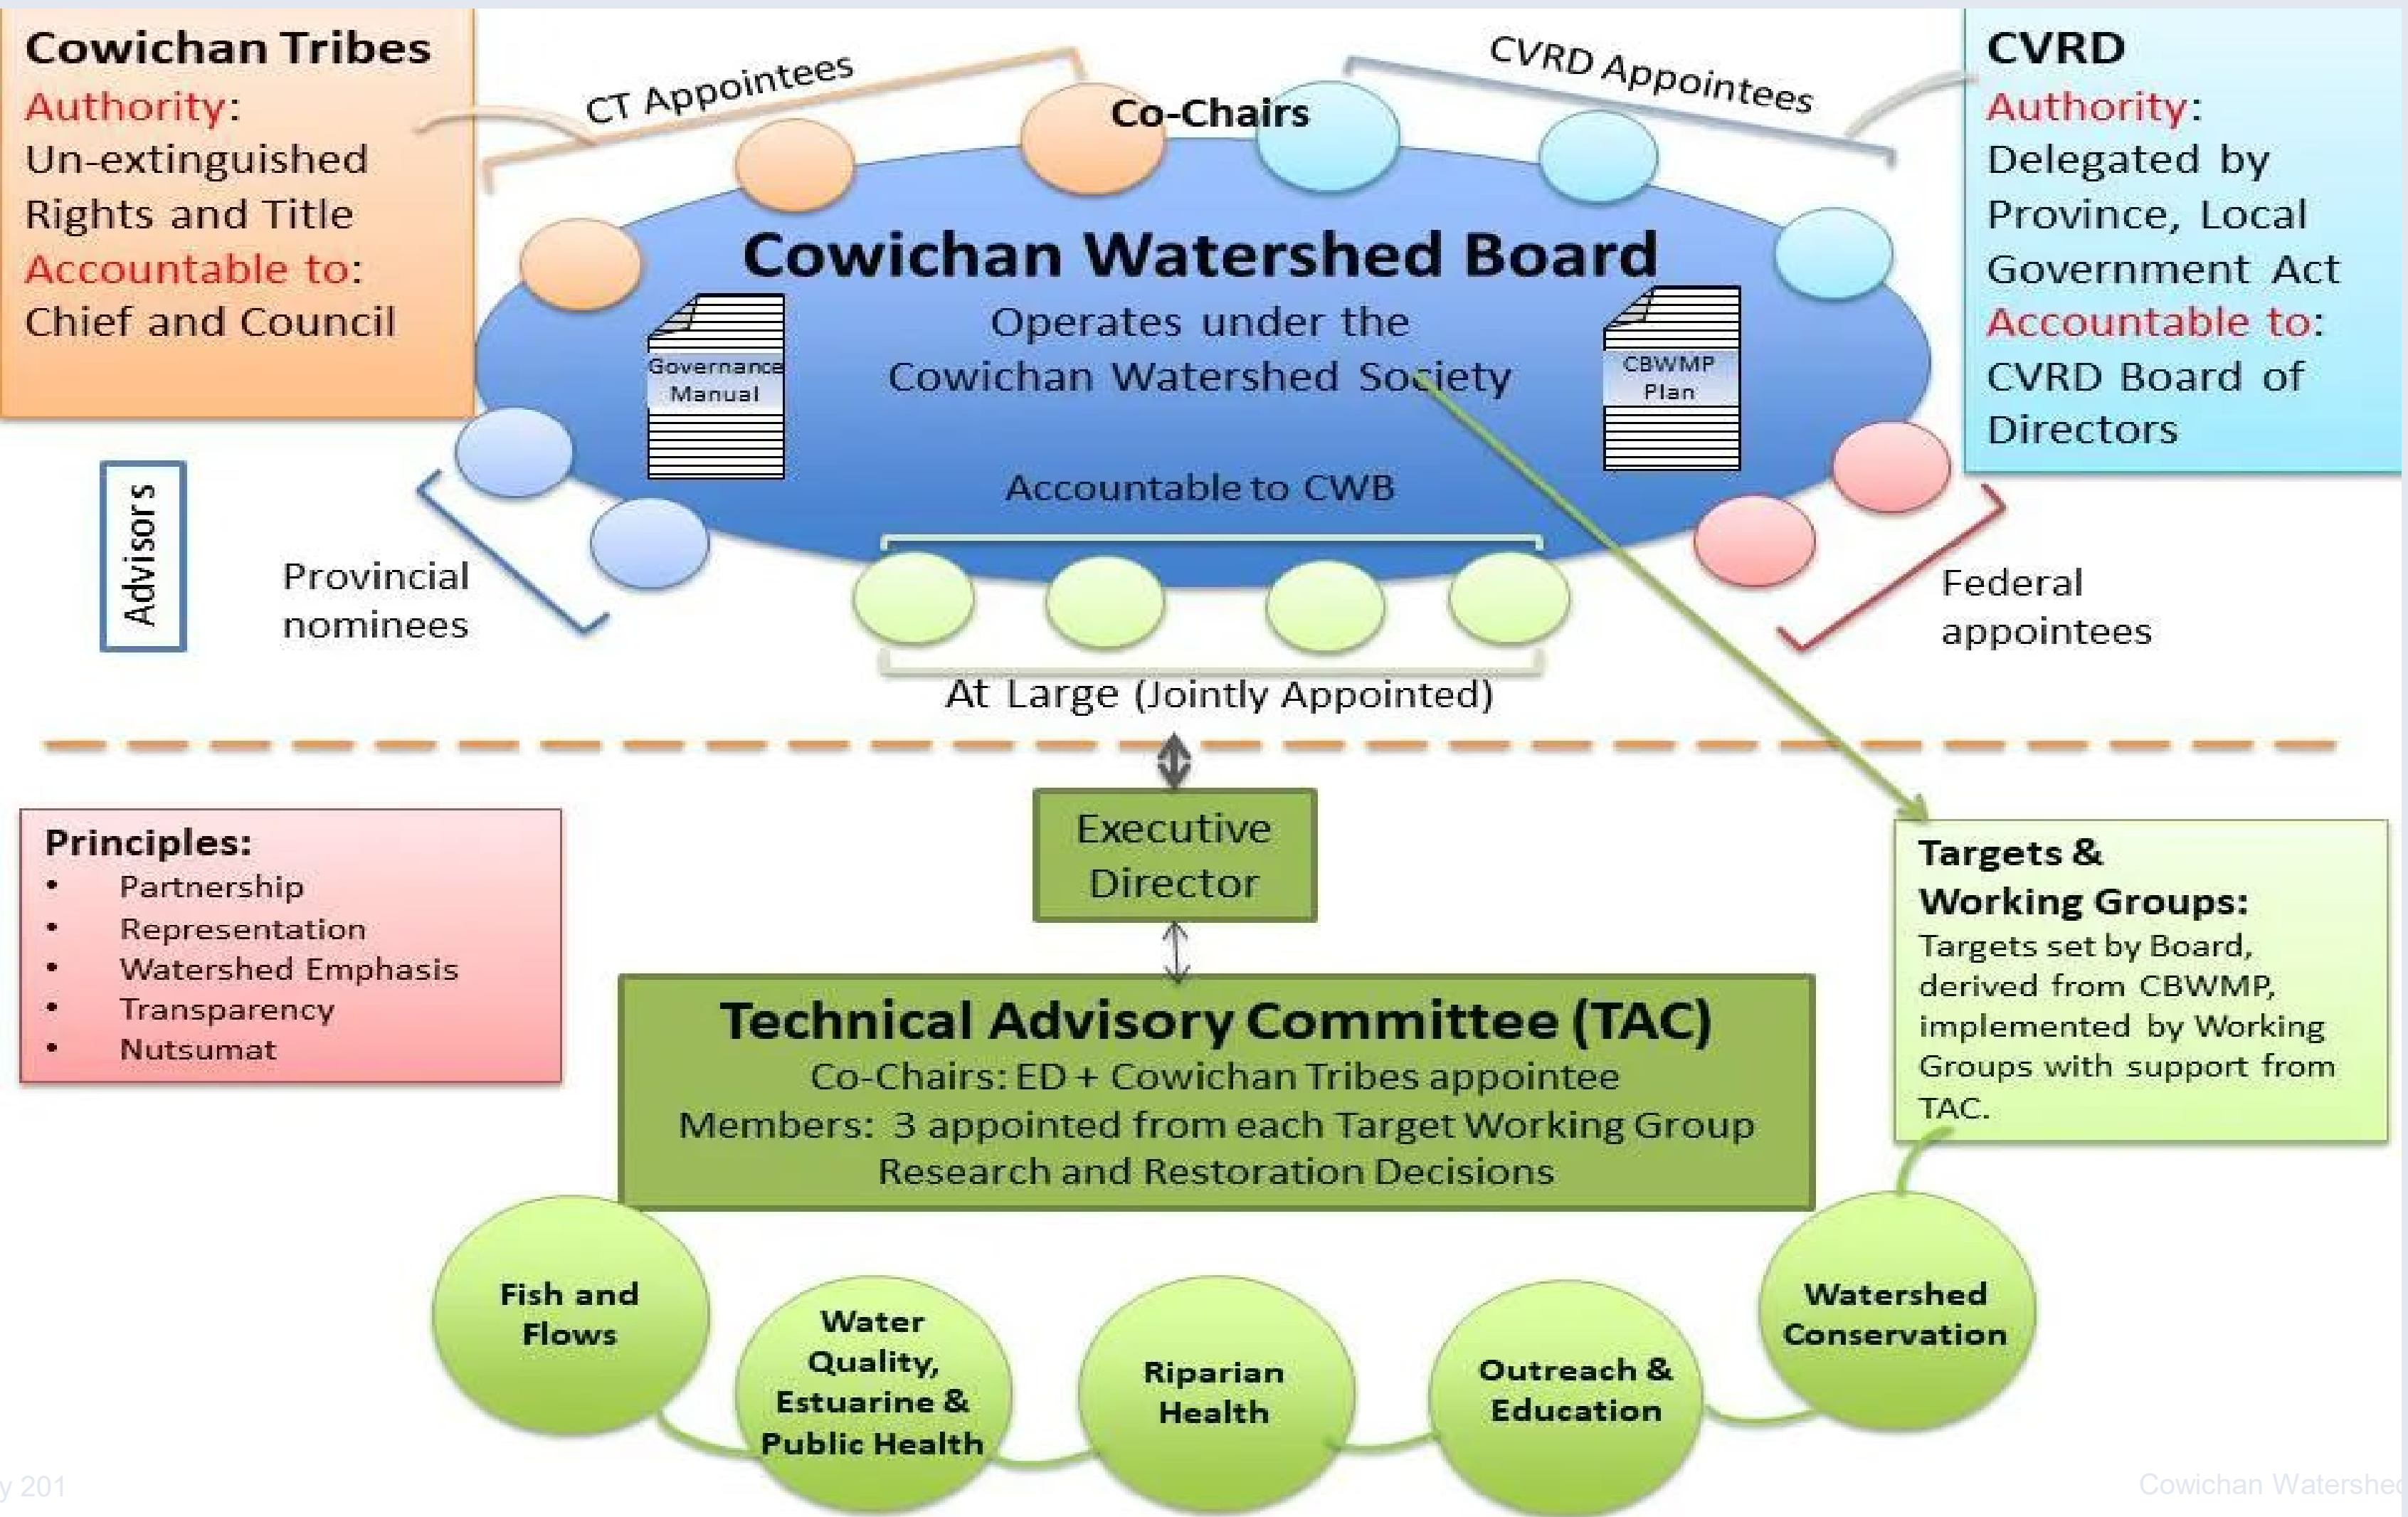 Cowichan Tribes
Authority:
Un-extinguished
Rights and Title
Accountable to:
Chief and Council
CT Appointees
Co-Chairs
CVRD Appointees
CVRD
Authority:
Delegated by
Province, Local
Government Act
Accountable to:
CVRD Board of
Directors
Cowichan Watershed Board
Operates under the
Cowichan Watershed Society
Governance
Manual
CBWMP
Plan
Accountable to CWB
Advisors
Provincial
nominees
Federal
appointees
At Large (Jointly Appointed)
Executive
Director
Principles:
• Partnership
• Representation
• Watershed Emphasis
• Transparency
• Nutsumat
Technical Advisory Committee (TAC)
Co-Chairs: ED + Cowichan Tribes appointee
Members: 3 appointed from each Target Working Group
Research and Restoration Decisions
Targets &
Working Groups:
Targets set by Board,
derived from CBWMP,
implemented by Working
Groups with support from
TAC.
Fish and
Flows
Water
Quality,
Estuarine &
Public Health
Riparian
Health
Outreach &
Education
Watershed
Conservation
y 201
Cowichan Watershed